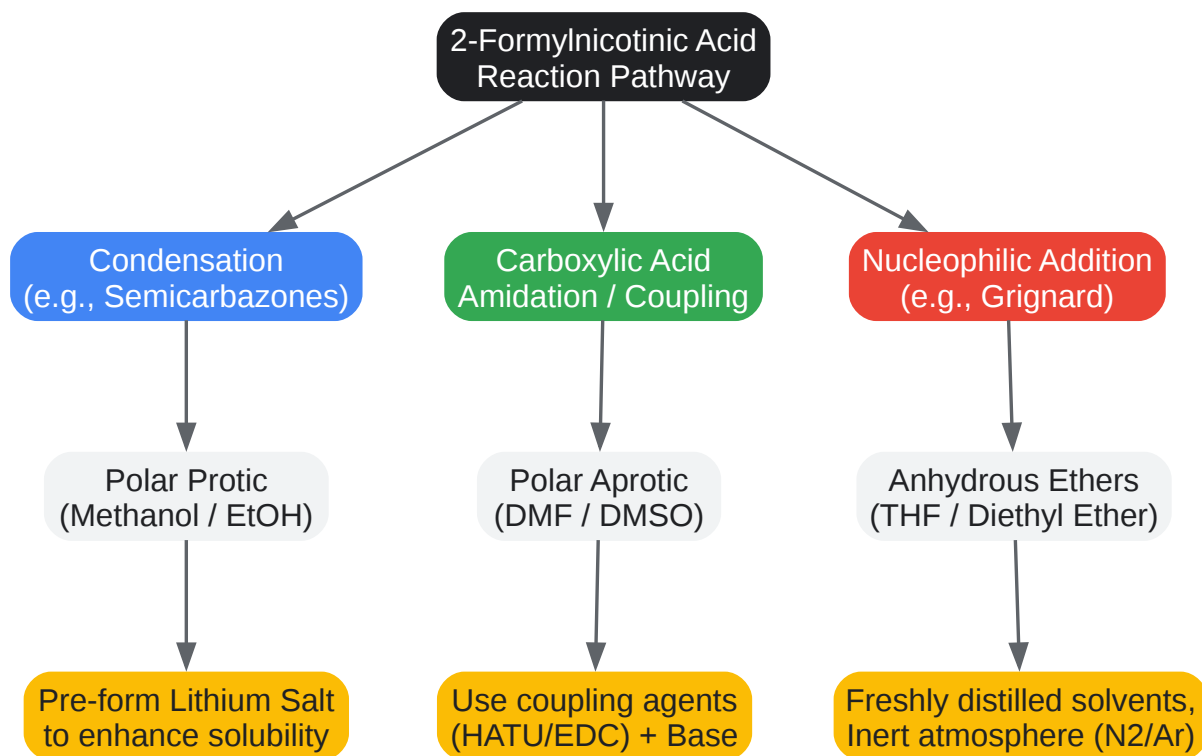 2-Formylnicotinic Acid
Reaction Pathway
Condensation
(e.g., Semicarbazones)
Carboxylic Acid
Amidation / Coupling
Nucleophilic Addition
(e.g., Grignard)
Polar Protic
(Methanol / EtOH)
Polar Aprotic
(DMF / DMSO)
Anhydrous Ethers
(THF / Diethyl Ether)
Pre-form Lithium Salt
to enhance solubility
Use coupling agents
(HATU/EDC) + Base
Freshly distilled solvents,
Inert atmosphere (N2/Ar)